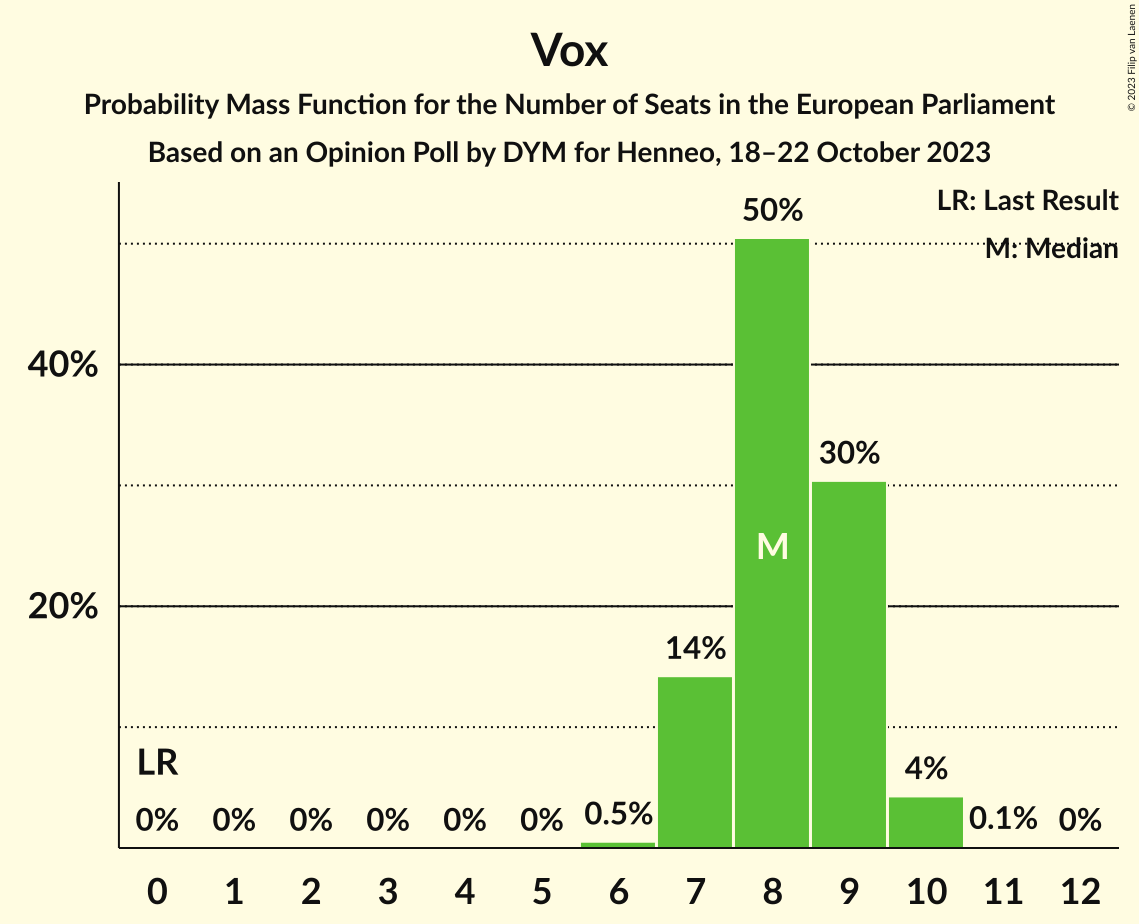 © 2023 Filip van Laenen
Vox
Probability Mass Function for the Number of Seats in the European Parliament
Based on an Opinion Poll by DYM for Henneo, 18–22 October 2023
LR: Last Result
M: Median
50%
40%
30%
M
20%
14%
LR
4%
0% 0% 0% 0% 0% 0% 0.5% 0.1% 0%
0 1 2 3 4 5 6 7 8 9 10 11 12